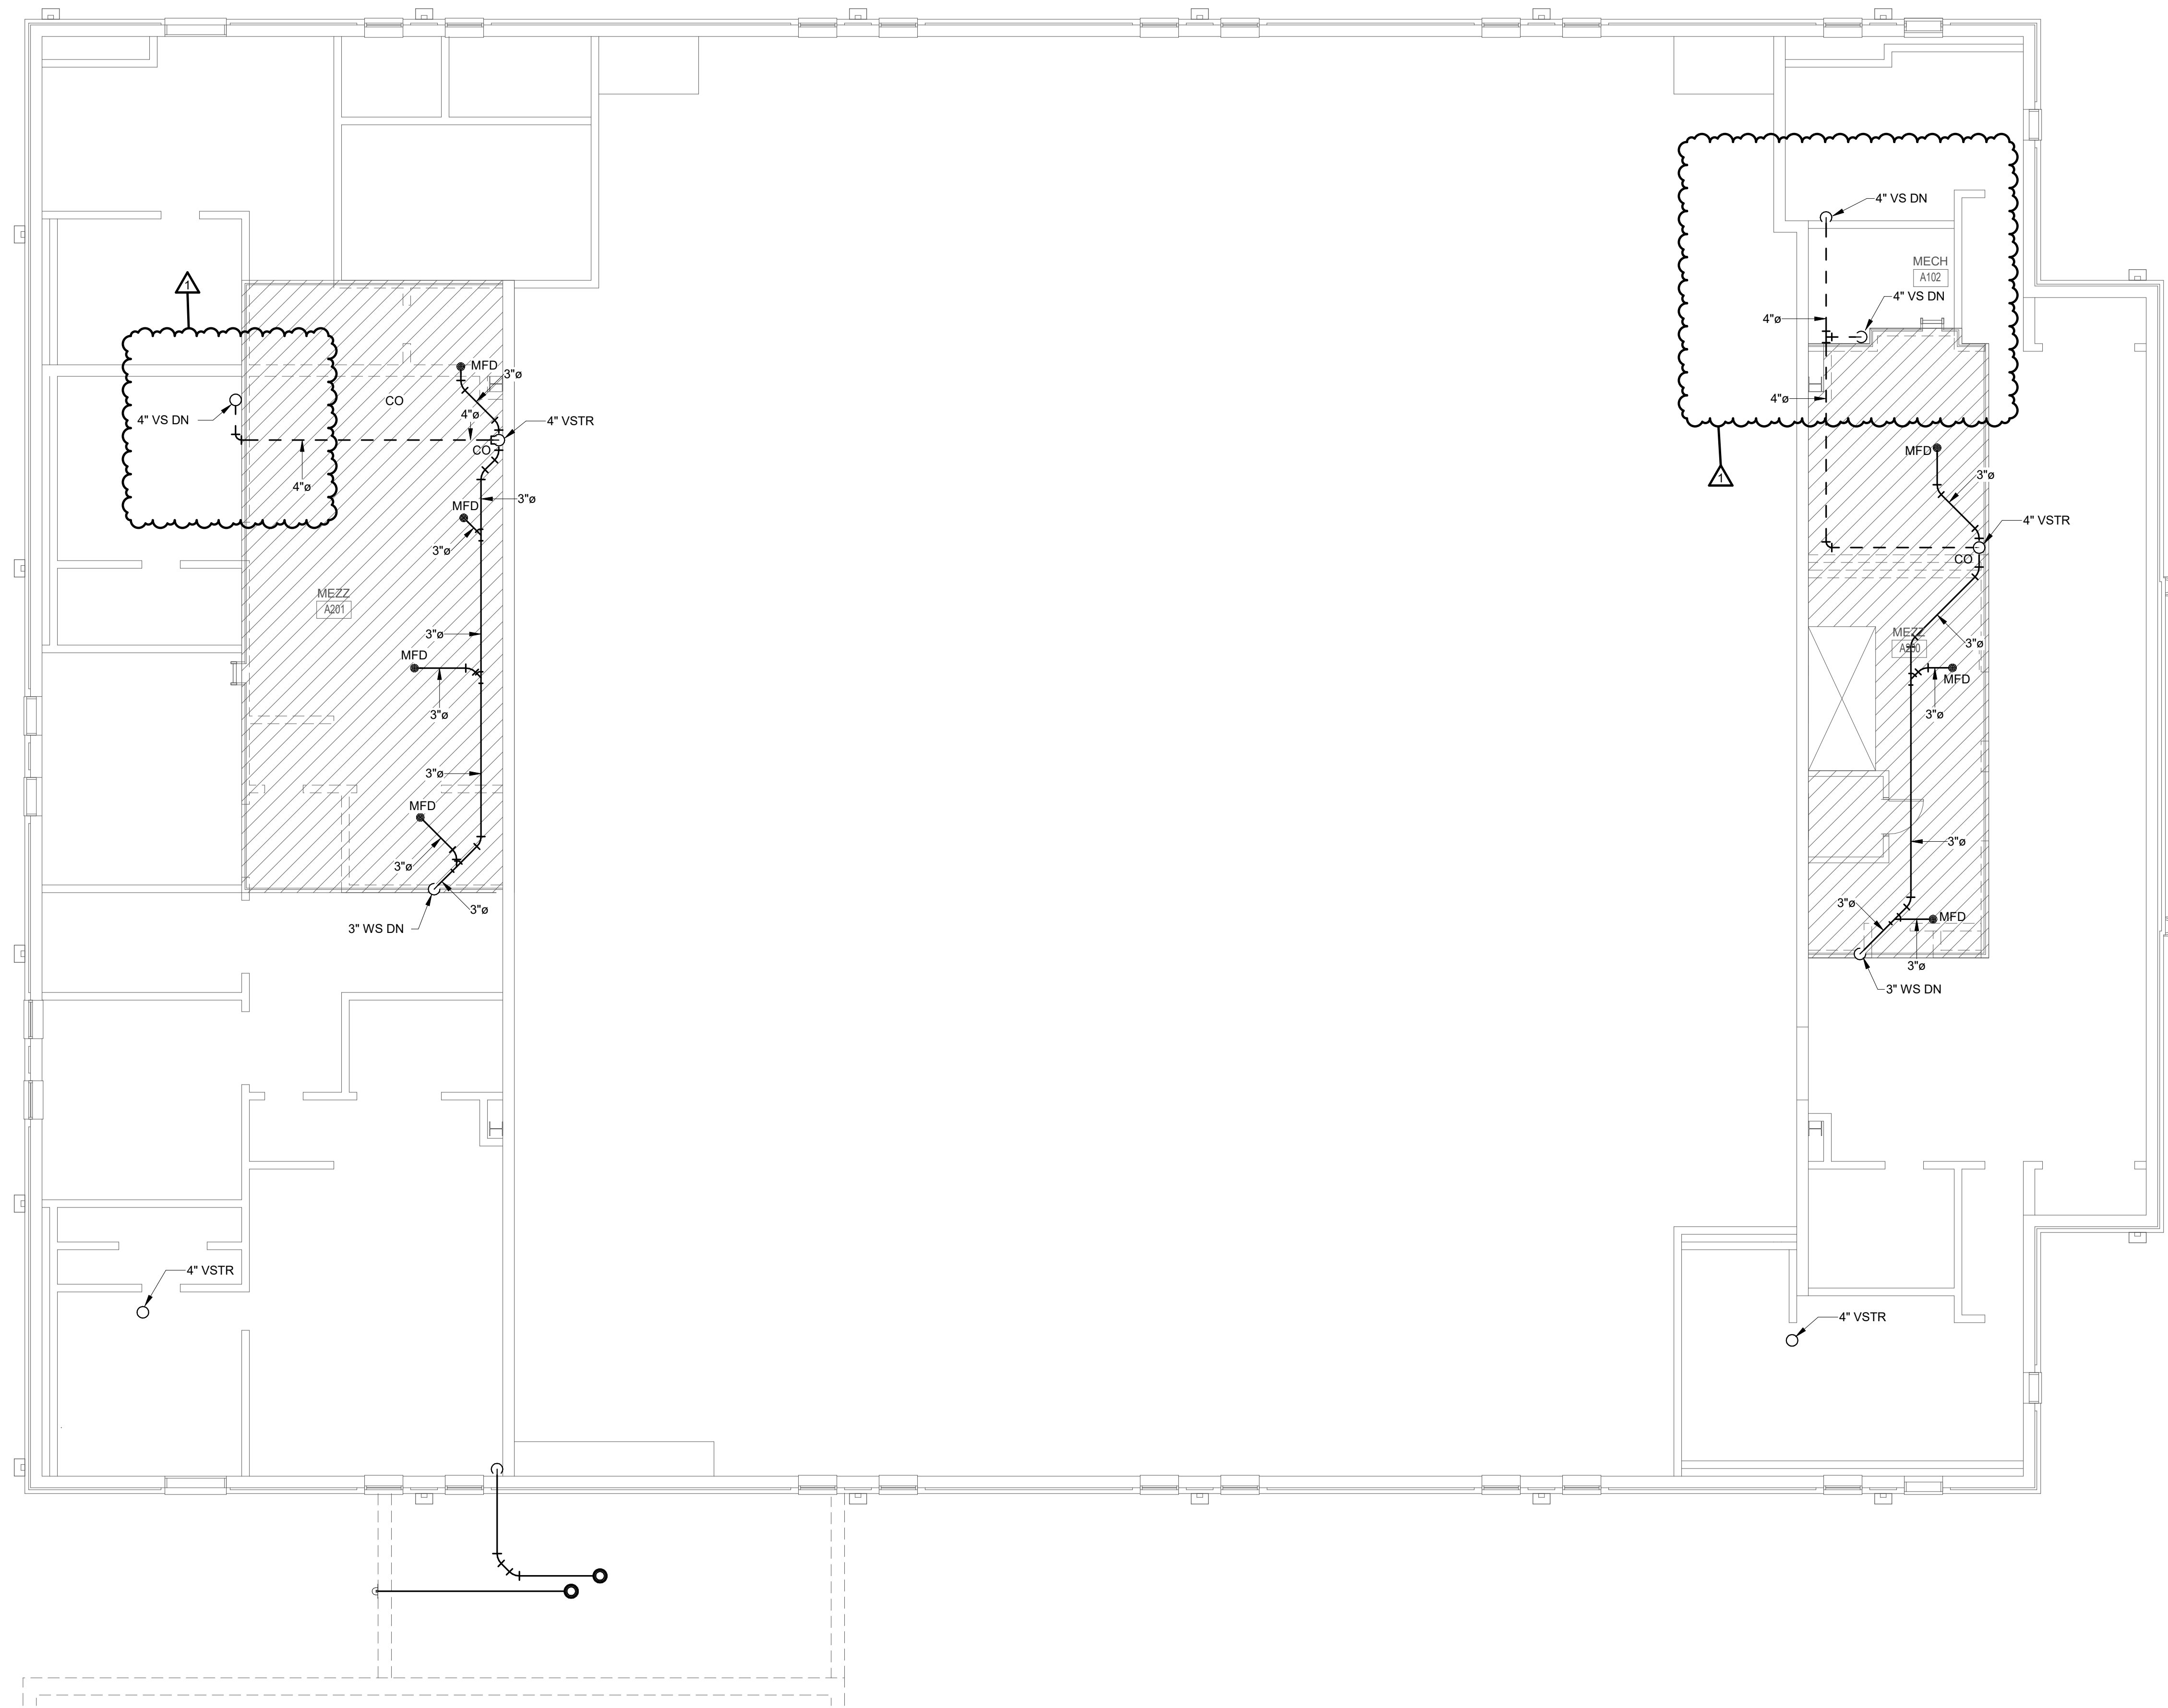 4" VS DN
MECH
A102
4" VS DN
1
4"ø
MFD
3"ø
4"ø
CO
4"ø
4" VS DN
4" VSTR
CO
MFD
1
3"ø
4"ø
3"ø
MFD
4" VSTR
3"ø
CO
MEZZ
A201
3"ø
MEZZ
3"ø
MFD
MFD
3"ø
3"ø
3"ø
MFD
3"ø
3"ø
3"ø
3"ø
MFD
3" WS DN
3"ø
3" WS DN
4" VSTR
4" VSTR